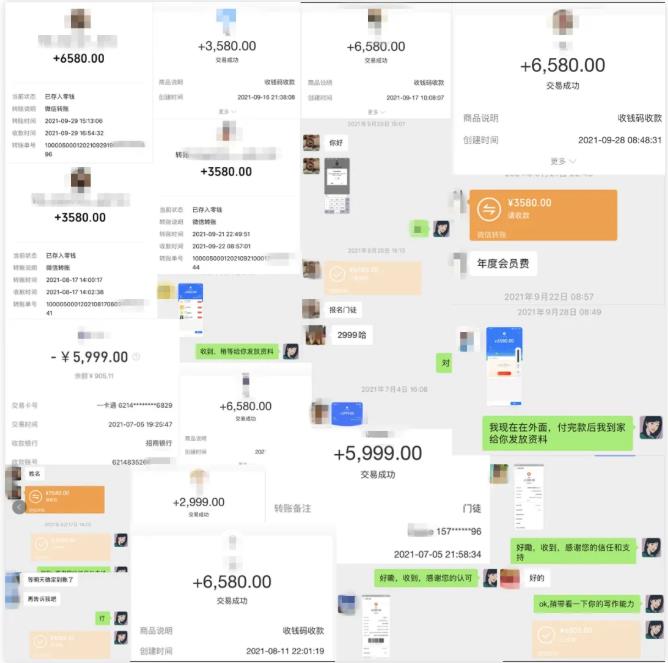 +6580.00
当前状态 已存入零钱
转账说明 微信转账
转账时间 2021-09-29 15:13:06
收款时间 2021-09-29 16:54:32
转账单号
96
+3,580.00
交易成功
商品说明 收钱码收款
创建时间 2021-09-16 21:38:08
更多
+6,580.00
交易成功
商品说明 收钱码收款
创建时间 2021-09-17 10:08:07
更多
+6,580.00
交易成功
商品说明 收钱码收款
创建时间 2021-09-28 08:48:31
更多
+3580.00
当前状态 已存入零钱
转账说明 微信转账
转账时间 2021-08-17 14:00:17
收款时间 2021-08-17 14:02:38
转账单号
41
+3580.00
当前状态 已存入零钱
转账说明 微信转账
转账时间 2021-09-21 22:49:51
收款时间 2021-09-22 08:57:01
转账单号
44
收到，稍等给你发放资料
你好
报名门徒
2999哈
对
2021年7月4日 16:08
¥3580.00
请收款
微信转账
年度会员费
2021年9月22日 08:57
2021年9月28日 08:49
我现在在外面，付完款后我到家
给你发放资料
- ￥5,999.00
余额￥905.11
交易卡号 一卡通 6214********6829
交易时间 2021-07-05 19:25:47
收款银行 招商银行
收款账号
+6,580.00
交易成功
商品说明
创建时间 202
+2,999.00
交易成功
+5,999.00
交易成功
转账备注 门徒
157******96
2021-07-05 21:58:34
姓名
¥3580.00
等明天确定到账了
再告诉我吧
行
+6,580.00
交易成功
商品说明 收钱码收款
创建时间 2021-08-11 22:01:19
好嘞，收到，感谢您的认可
好嘞，收到，感谢您的信任和支
持
好的
ok,捎带看一下你的写作能力